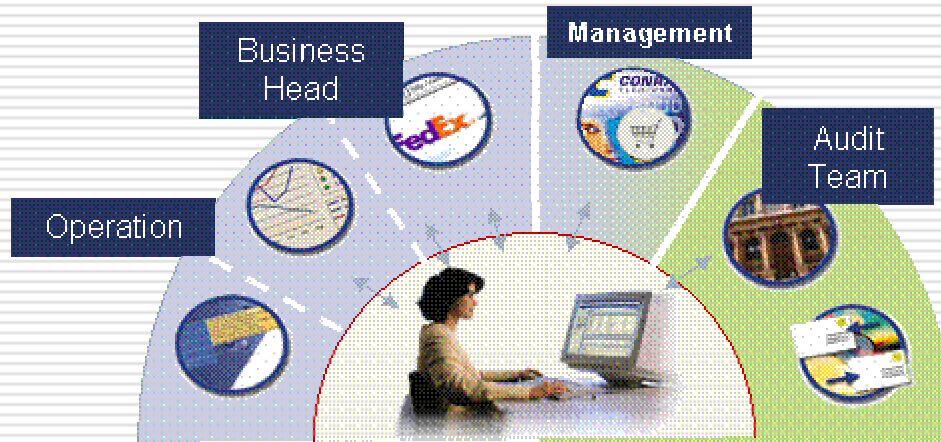 Management
Business
Head
FedEx
Audit
Team
Operation